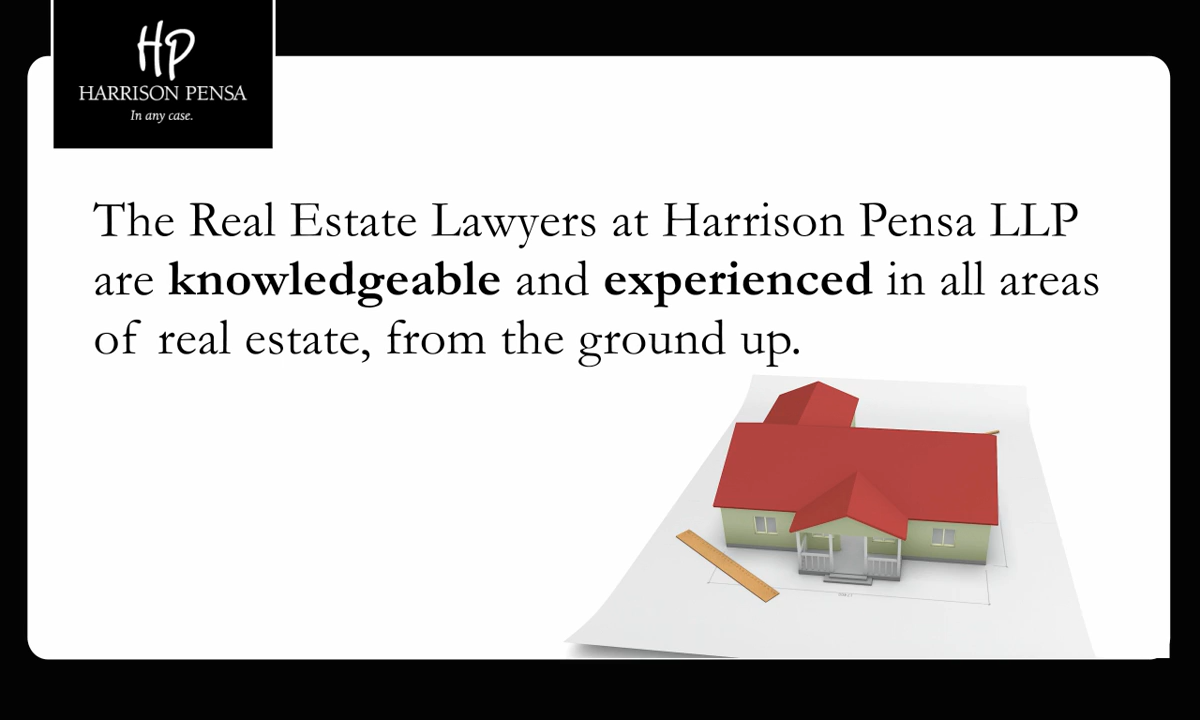 HP
HARRISON PENSA
In any case.
The Real Estate Lawyers at Harrison Pensa LLP
are knowledgeable and experienced in all areas
of real estate, from the ground up.